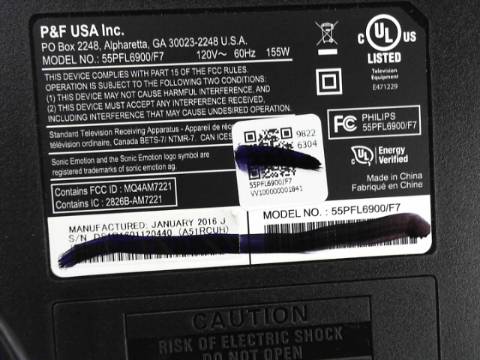 P&F USA Inc.
PO Box 2248, Alpharetta, GA 30023-2248 U.S.A.
MODEL NO.: 55PFL6900/F7 120V~ 60Hz 155W
THIS DEVICE COMPLIES WITH PART 15 OF THE FCC RULES.
OPERATION IS SUBJECT TO THE FOLLOWING TWO CONDITIONS:
(1) THIS DEVICE MAY NOT CAUSE HARMFUL INTERFERENCE, AND
(2) THIS DEVICE MUST ACCEPT ANY INTERFERENCE RECEIVED,
INCLUDING INTERFERENCE THAT MAY CAUSE UNDESIRED OPERATION.
Standard Television Receiving Apparatus - Appareil de
télévision ordinaire, Canada BETS-7/ NTMR-7.
Sonic Emotion and the Sonic Emotion logo symbol are
registered trademarks of sonic emotion ag.
Contains FCC ID : MQ4AM7221
Contains IC : 2826B-AM7221
c UL US
LISTED
Television
Equipment
E471229
FC PHILIPS
55PFL6900/F7
UL Energy
Verified
Made in China
Fabriqué en Chine
9822
6304
55PFL6900/F7
MANUFACTURED: JANUARY 2016 J
S/N (A51RCUH)
MODEL NO. : 55PFL6900/F7
CAUTION
RISK OF ELECTRIC SHOCK
DO NOT OPEN